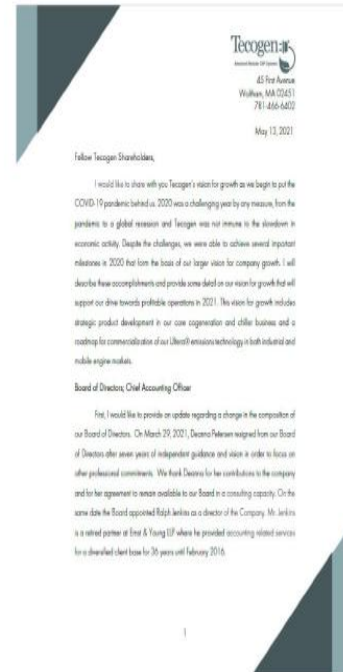 Tecogen
Advanced Modular CHP Systems
45 First Avenue
Waltham, MA 02451
781-466-6402
May 13, 2021
Fellow Tecogen Shareholders,
I would like to share with you Tecogen's vision for growth as we begin to put the
COVID-19 pandemic behind us. 2020 was a challenging year by any measure, from the
pandemic to a global recession and Tecogen was not immune to the slowdown in
economic activity. Despite the challenges, we were able to achieve several important
milestones in 2020 that form the basis of our larger vision for company growth. I will
describe these accomplishments and provide some detail on our vision for growth that will
support our drive towards profitable operations in 2021. This vision for growth includes
strategic product development in our core cogeneration and chiller business and a
roadmap for commercialization of our Ultera® emissions technology in both industrial and
mobile engine markets.
Board of Directors; Chief Accounting Officer
First, I would like to provide an update regarding a change in the composition of
our Board of Directors. On March 29, 2021, Deanna Petersen resigned from our Board
of Directors after seven years of independent guidance and vision in order to focus on
other professional commitments. We thank Deanna for her contributions to the company
and for her agreement to remain available to our Board in a consulting capacity. On the
same date the Board appointed Ralph Jenkins as a director of the Company. Mr. Jenkins
is a retired partner at Ernst & Young LLP where he provided accounting related services
for a diversified client base for 36 years until February 2016.
1